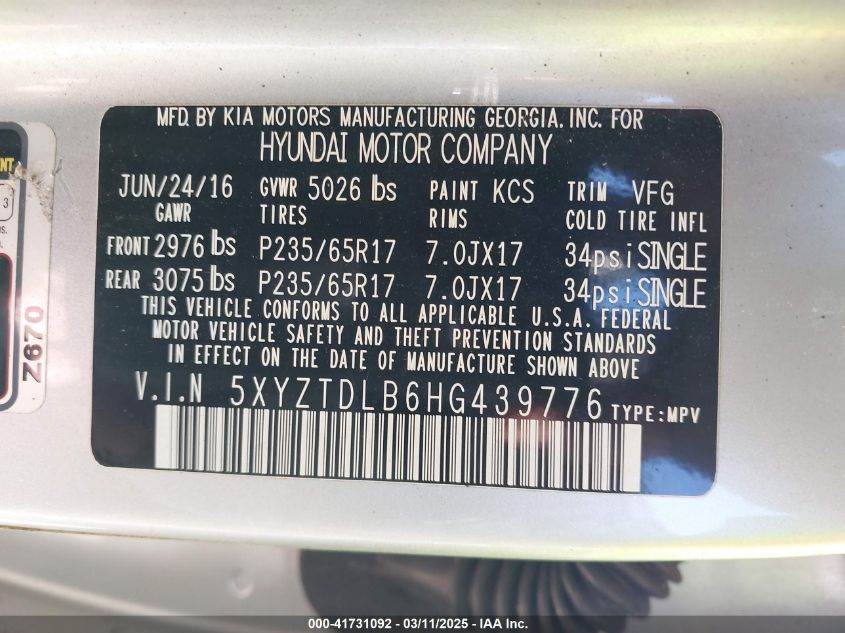 MFD. BY KIA MOTORS MANUFACTURING GEORGIA, INC. FOR
HYUNDAI MOTOR COMPANY
JUN/24/16 GVWR 5026 lbs PAINT KCS TRIM VFG
GAWR TIRES RIMS COLD TIRE INFL
FRONT 2976 lbs P235/65R17 7.0JX17 34psi SINGLE
REAR 3075 lbs P235/65R17 7.0JX17 34psi SINGLE
THIS VEHICLE CONFORMS TO ALL APPLICABLE U.S.A. FEDERAL
MOTOR VEHICLE SAFETY AND THEFT PREVENTION STANDARDS
IN EFFECT ON THE DATE OF MANUFACTURE SHOWN ABOVE
V.I.N 5XYZTDLB6HG439776 TYPE:MPV
NT
3
Z670
000-41731092 / 03/11/2025 - IAA Inc.